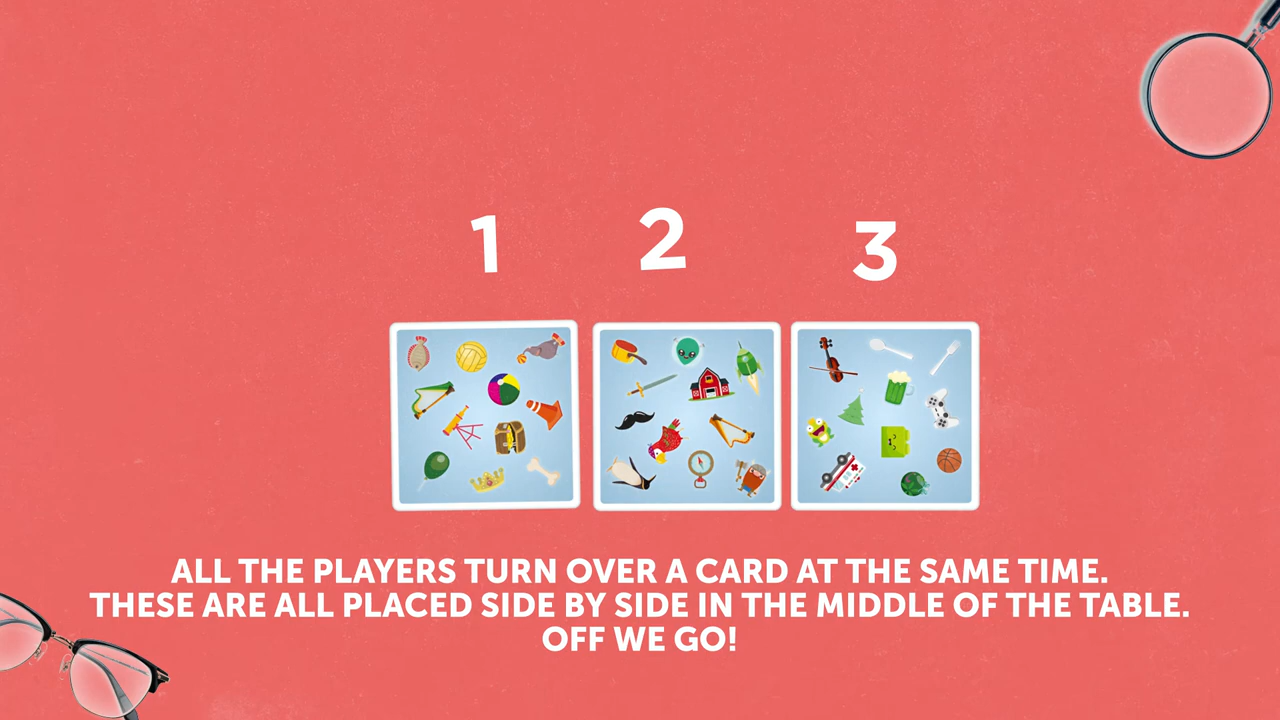 1 2 3
ALL THE PLAYERS TURN OVER A CARD AT THE SAME TIME.
THESE ARE ALL PLACED SIDE BY SIDE IN THE MIDDLE OF THE TABLE.
OFF WE GO!